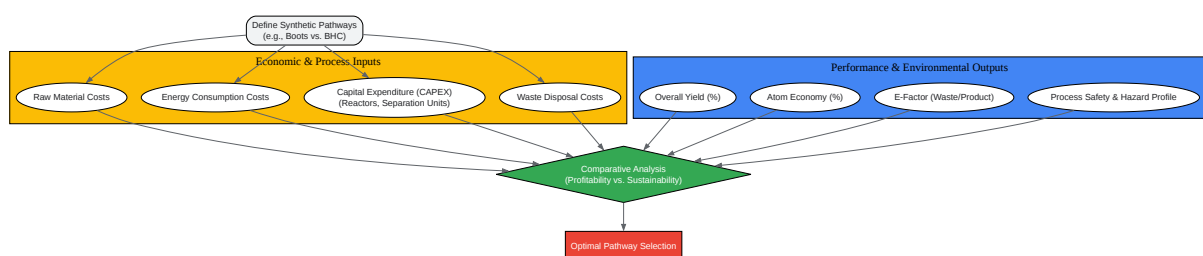 Define Synthetic Pathways
(e.g., Boots vs. BHC)
Economic & Process Inputs
Performance & Environmental Outputs
Raw Material Costs
Energy Consumption Costs
Capital Expenditure (CAPEX)
(Reactors, Separation Units)
Waste Disposal Costs
Overall Yield (%)
Atom Economy (%)
E-Factor (Waste/Product)
Process Safety & Hazard Profile
Comparative Analysis
(Profitability vs. Sustainability)
Optimal Pathway Selection